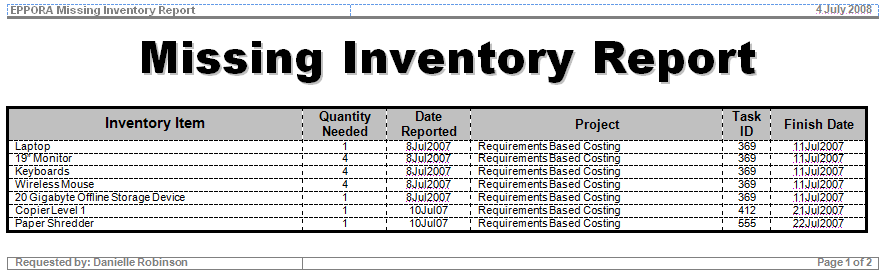 EPPORA Missing Inventory Report 4.July.2008
Missing Inventory Report
Inventory Item Quantity Needed Date Reported Project Task ID Finish Date
Laptop 1 8Jul2007 Requirements Based Costing 369 11Jul2007
19" Monitor 4 8Jul2007 Requirements Based Costing 369 11Jul2007
Keyboards 4 8Jul2007 Requirements Based Costing 369 11Jul2007
Wireless Mouse 4 8Jul2007 Requirements Based Costing 369 11Jul2007
20 Gigabyte Offline Storage Device 1 8Jul2007 Requirements Based Costing 369 11Jul2007
Copier Level 1 1 10Jul07 Requirements Based Costing 412 21Jul2007
Paper Shredder 1 10Jul07 Requirements Based Costing 555 22Jul2007
Requested by: Danielle Robinson Page 1 of 2